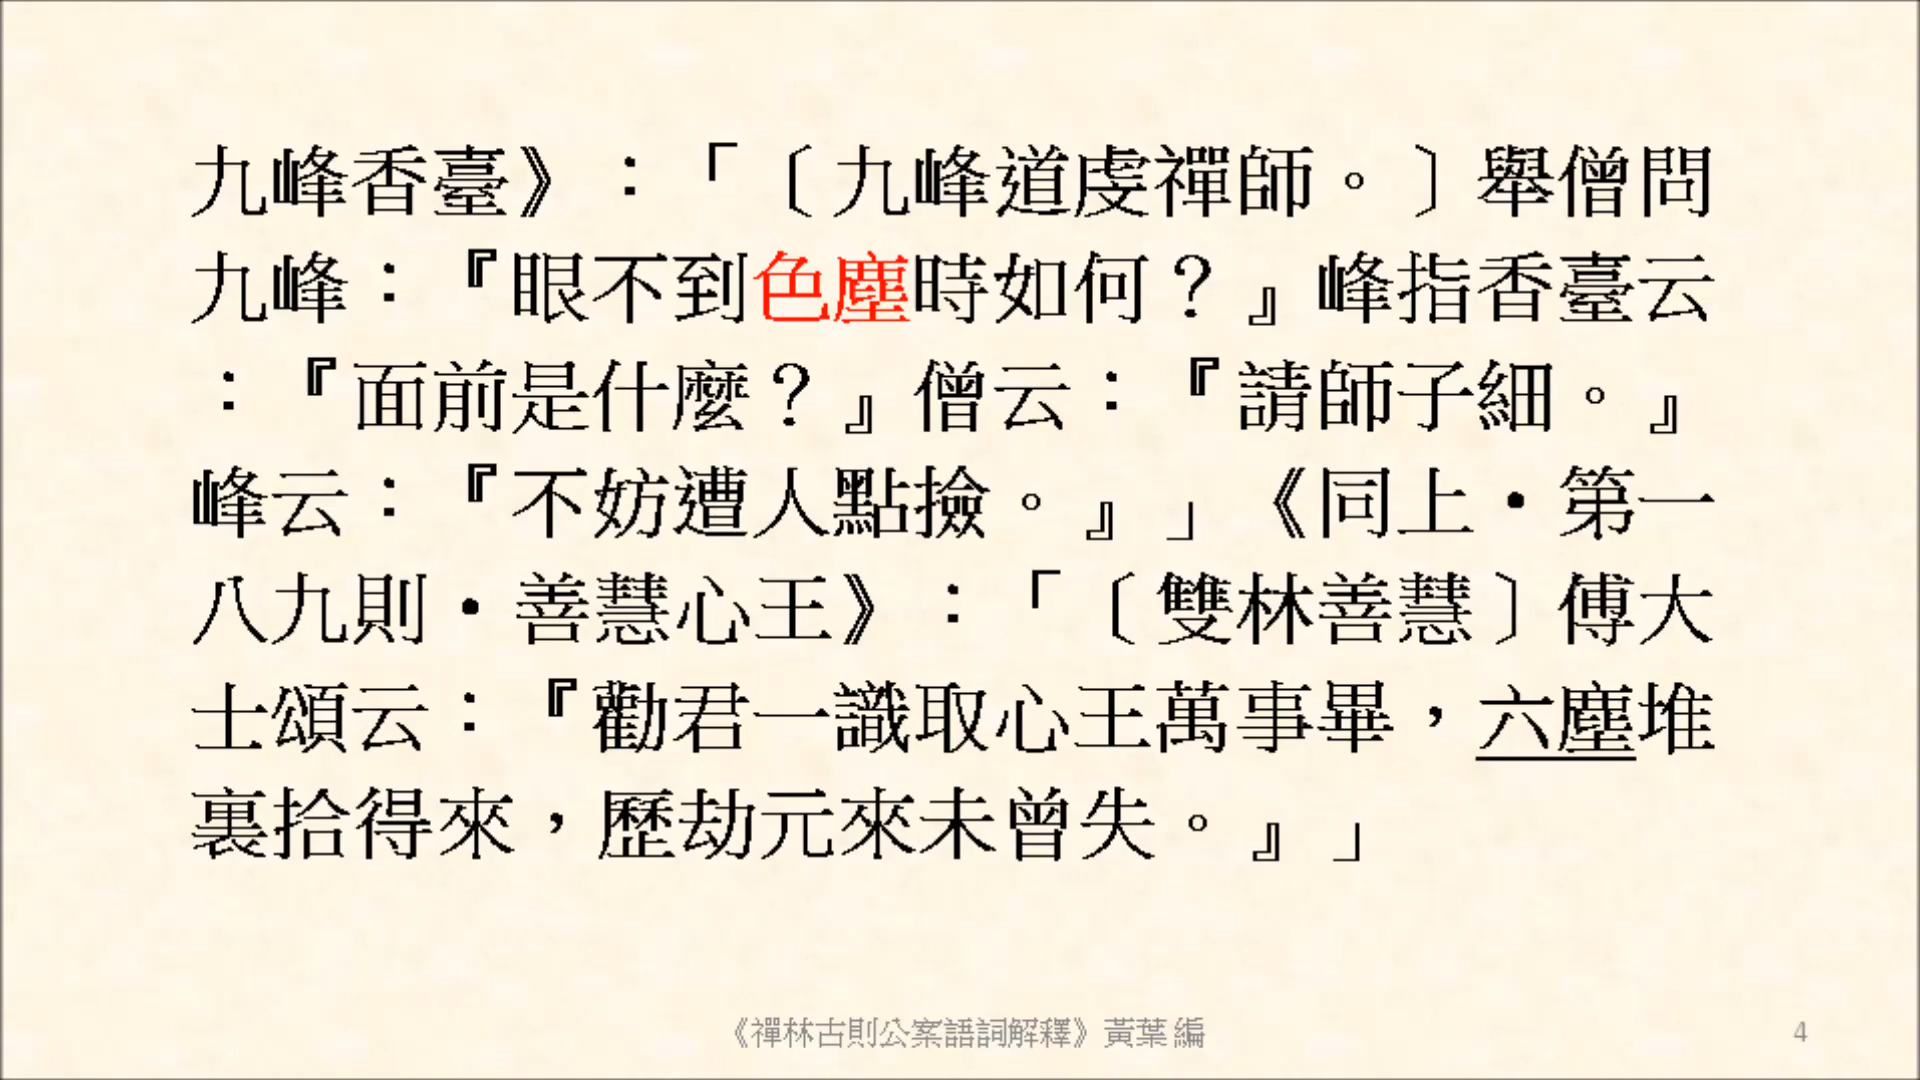 九峰香臺》：「〔九峰道虔禪師。〕舉僧問
九峰：『眼不到色塵時如何？』峰指香臺云
：『面前是什麼？』僧云：『請師子細。』
峰云：『不妨遭人點撿。』」《同上•第一
八九則•善慧心王》：「〔雙林善慧〕傅大
士頌云：『勸君一識取心王萬事畢，六塵堆
裏拾得來，歷劫元來未曾失。』」
《禪林古則公案語詞解釋》黃葉 編
4